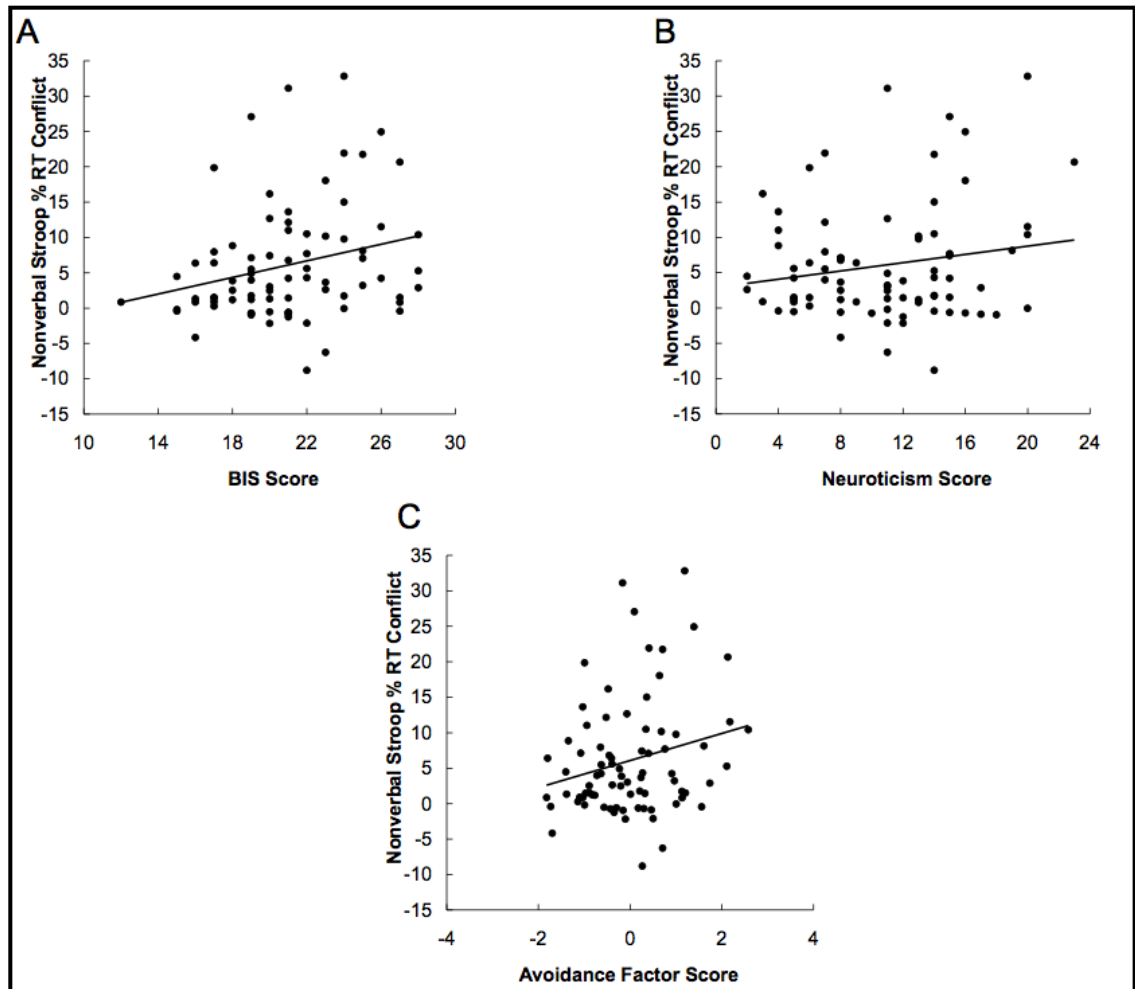 A
Nonverbal Stroop % RT Conflict
35
30
25
20
15
10
5
0
-5
-10
-15
10 14 18 22 26 30
BIS Score
B
Nonverbal Stroop % RT Conflict
35
30
25
20
15
10
5
0
-5
-10
-15
0 4 8 12 16 20 24
Neuroticism Score
C
Nonverbal Stroop % RT Conflict
35
30
25
20
15
10
5
0
-5
-10
-15
-4 -2 0 2 4
Avoidance Factor Score